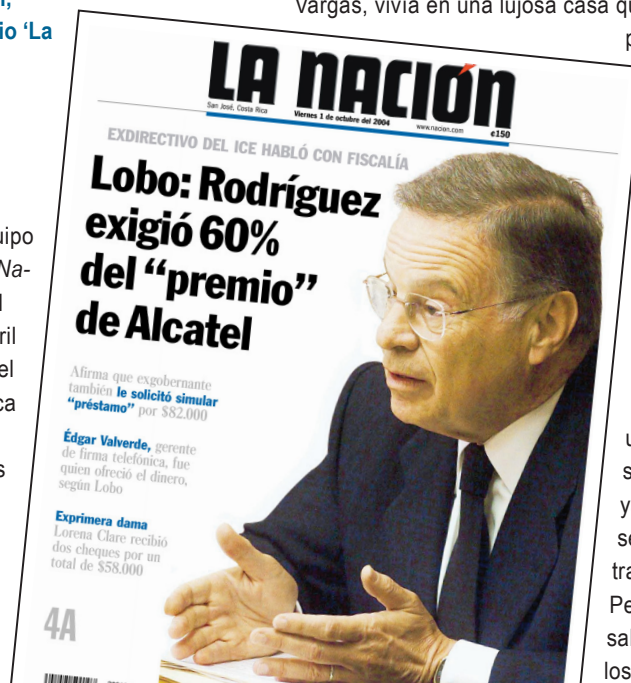 io ‘La
uipo
Na-
ril
el
ca
s
Vargas, vivía en una lujosa casa qu
p
LA NACIÓN
San José, Costa Rica
Viernes 1 de octubre del 2004
www.nacion.com
¢150
EXDIRECTIVO DEL ICE HABLÓ CON FISCALÍA
Lobo: Rodríguez
exigió 60%
del “premio”
de Alcatel
Afirma que exgobernante
también le solicitó simular
“préstamo” por $82.000
Édgar Valverde, gerente
de firma telefónica, fue
quien ofreció el dinero,
según Lobo
Exprimera dama
Lorena Clare recibió
dos cheques por un
total de $58.000
4A
u
s
y
se
tra
Pe
sal
los